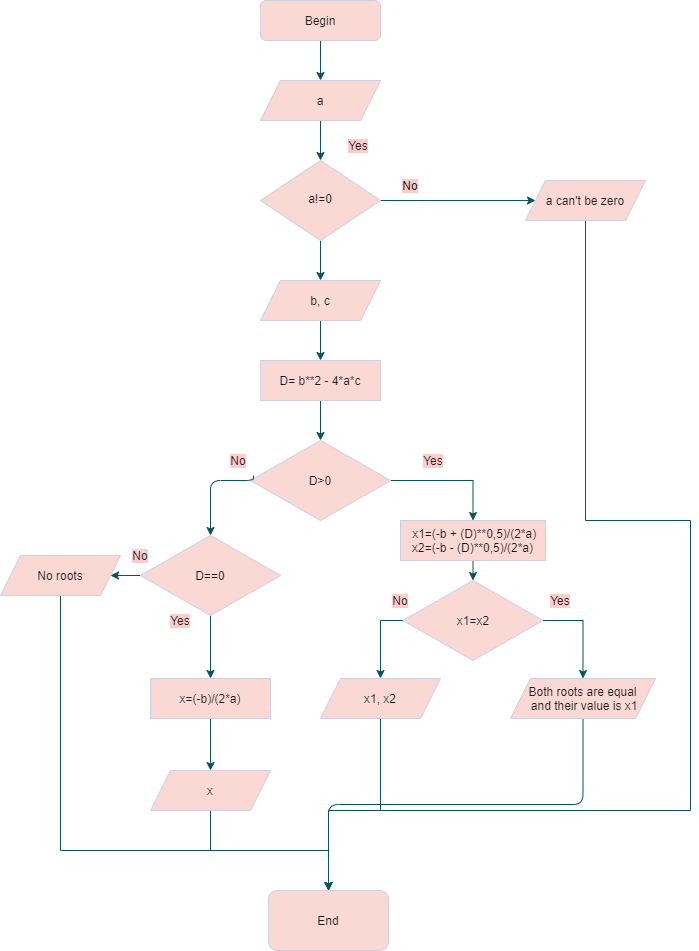 Begin
a
Yes
a!=0
No
a can't be zero
b, c
D= b**2 - 4*a*c
No
D>0
Yes
x1=(-b + (D)**0,5)/(2*a)
x2=(-b - (D)**0,5)/(2*a)
No
No roots
D==0
Yes
No
x1=x2
Yes
x=(-b)/(2*a)
x1, x2
Both roots are equal
and their value is x1
x
End